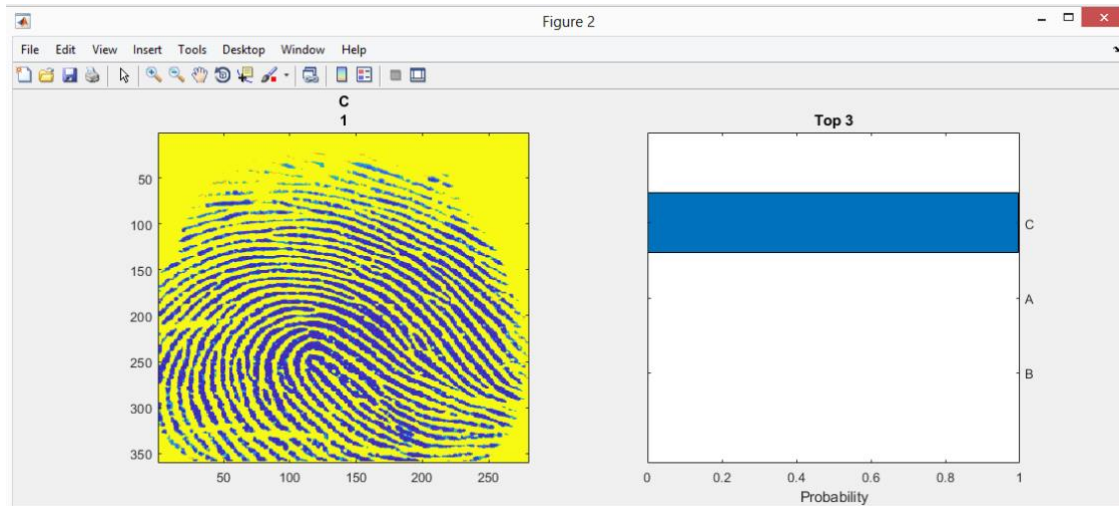 Figure 2
File Edit View Insert Tools Desktop Window Help
C
1
50
100
150
200
250
300
350
50 100 150 200 250
Top 3
C
A
B
0 0.2 0.4 0.6 0.8 1
Probability